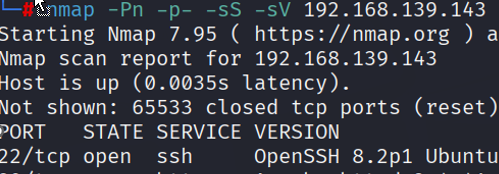 # nmap -Pn -p- -sS -sV 192.168.139.143
Starting Nmap 7.95 ( https://nmap.org ) a
Nmap scan report for 192.168.139.143
Host is up (0.0035s latency).
Not shown: 65533 closed tcp ports (reset)
PORT   STATE SERVICE VERSION
22/tcp open  ssh     OpenSSH 8.2p1 Ubuntu